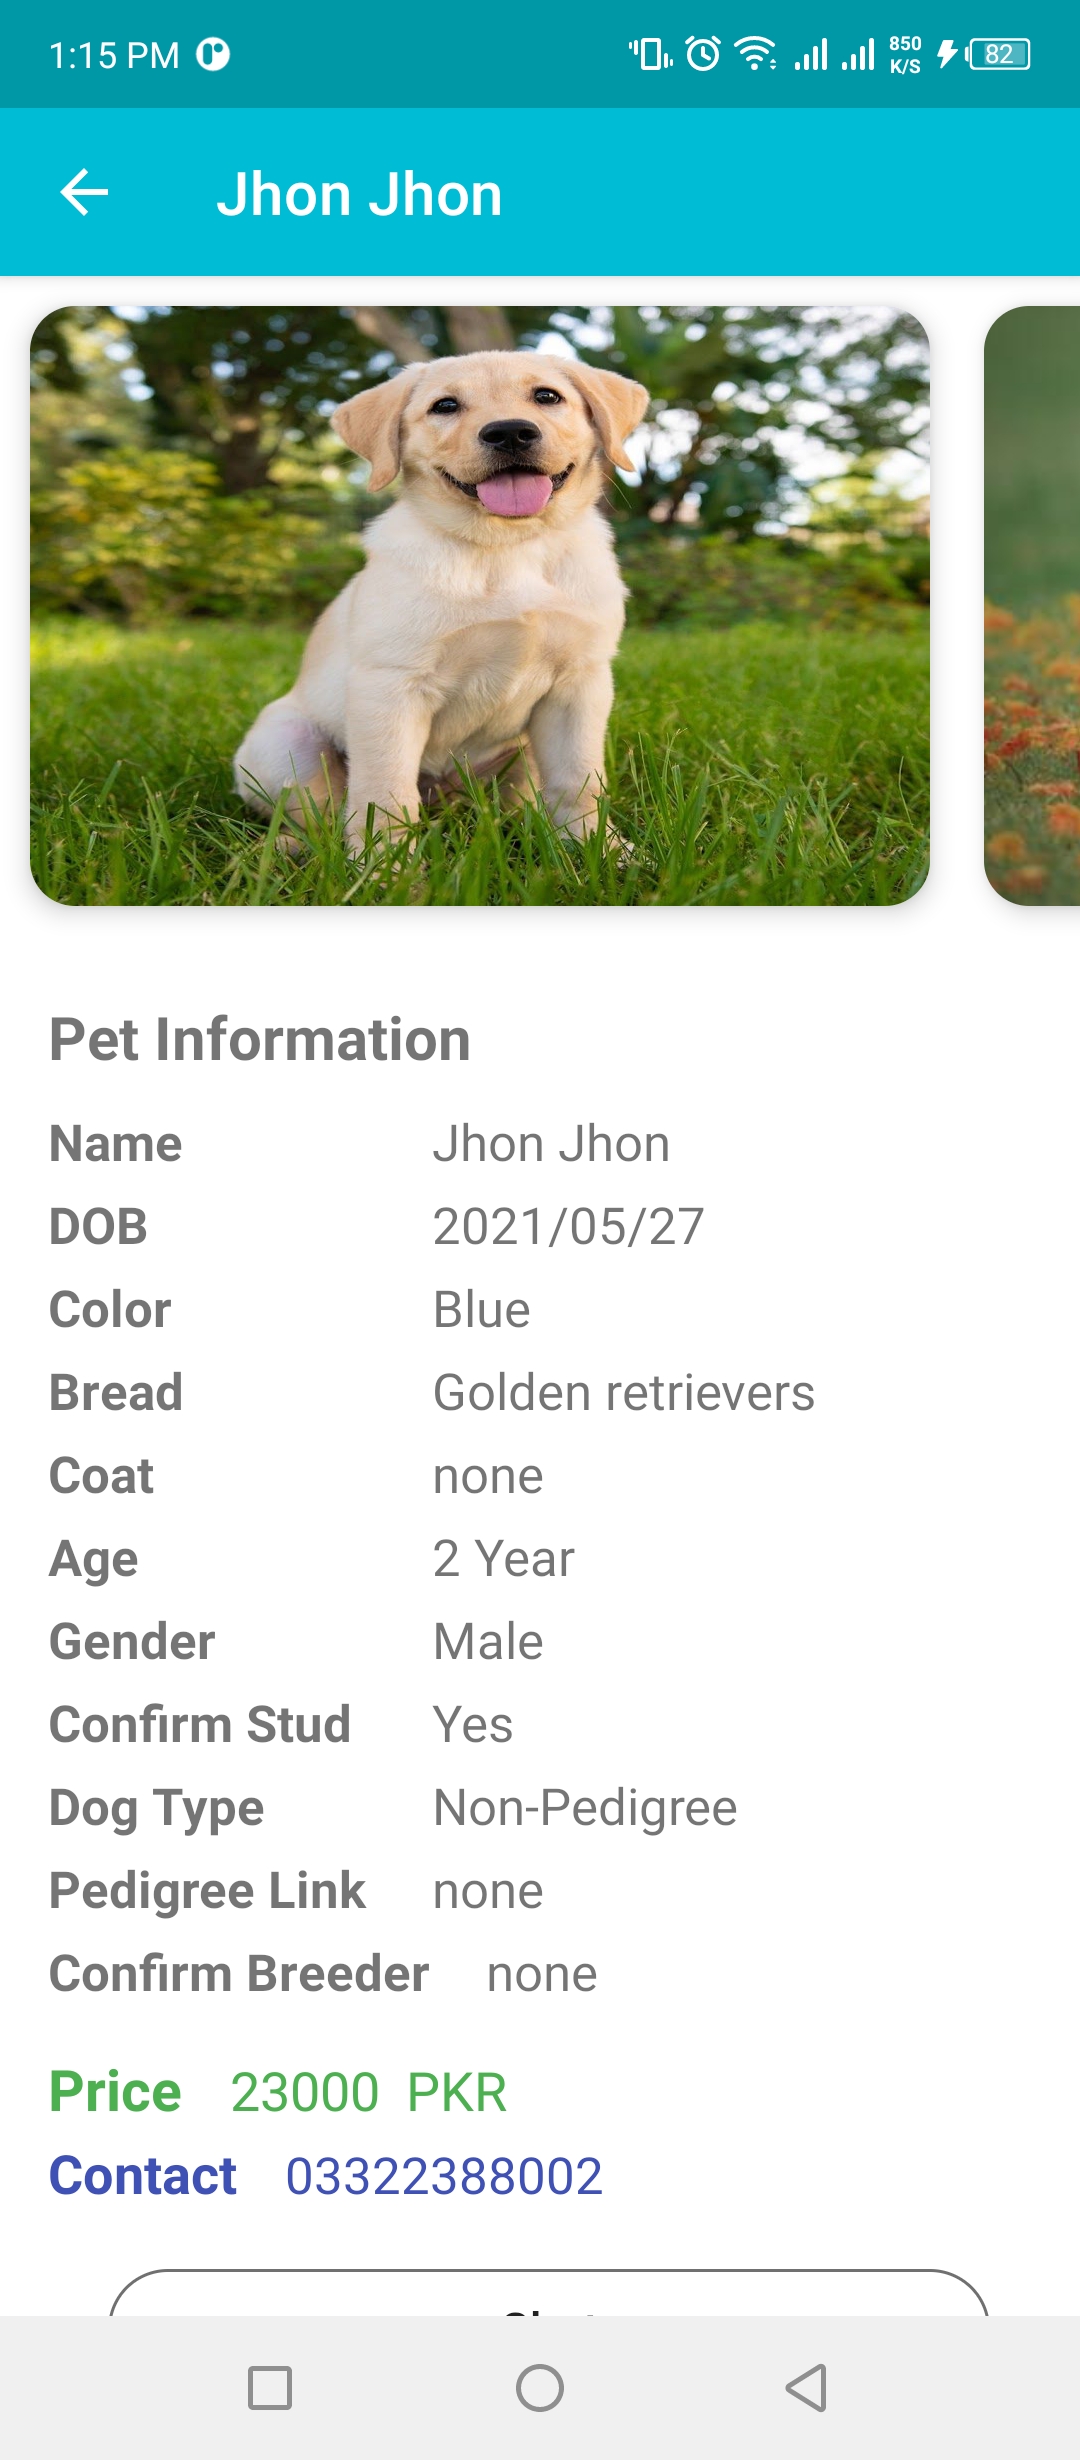 1:15 PM 850 K/S 82
Jhon Jhon
Pet Information
Name Jhon Jhon
DOB 2021/05/27
Color Blue
Bread Golden retrievers
Coat none
Age 2 Year
Gender Male
Confirm Stud Yes
Dog Type Non-Pedigree
Pedigree Link none
Confirm Breeder none
Price 23000 PKR
Contact 03322388002